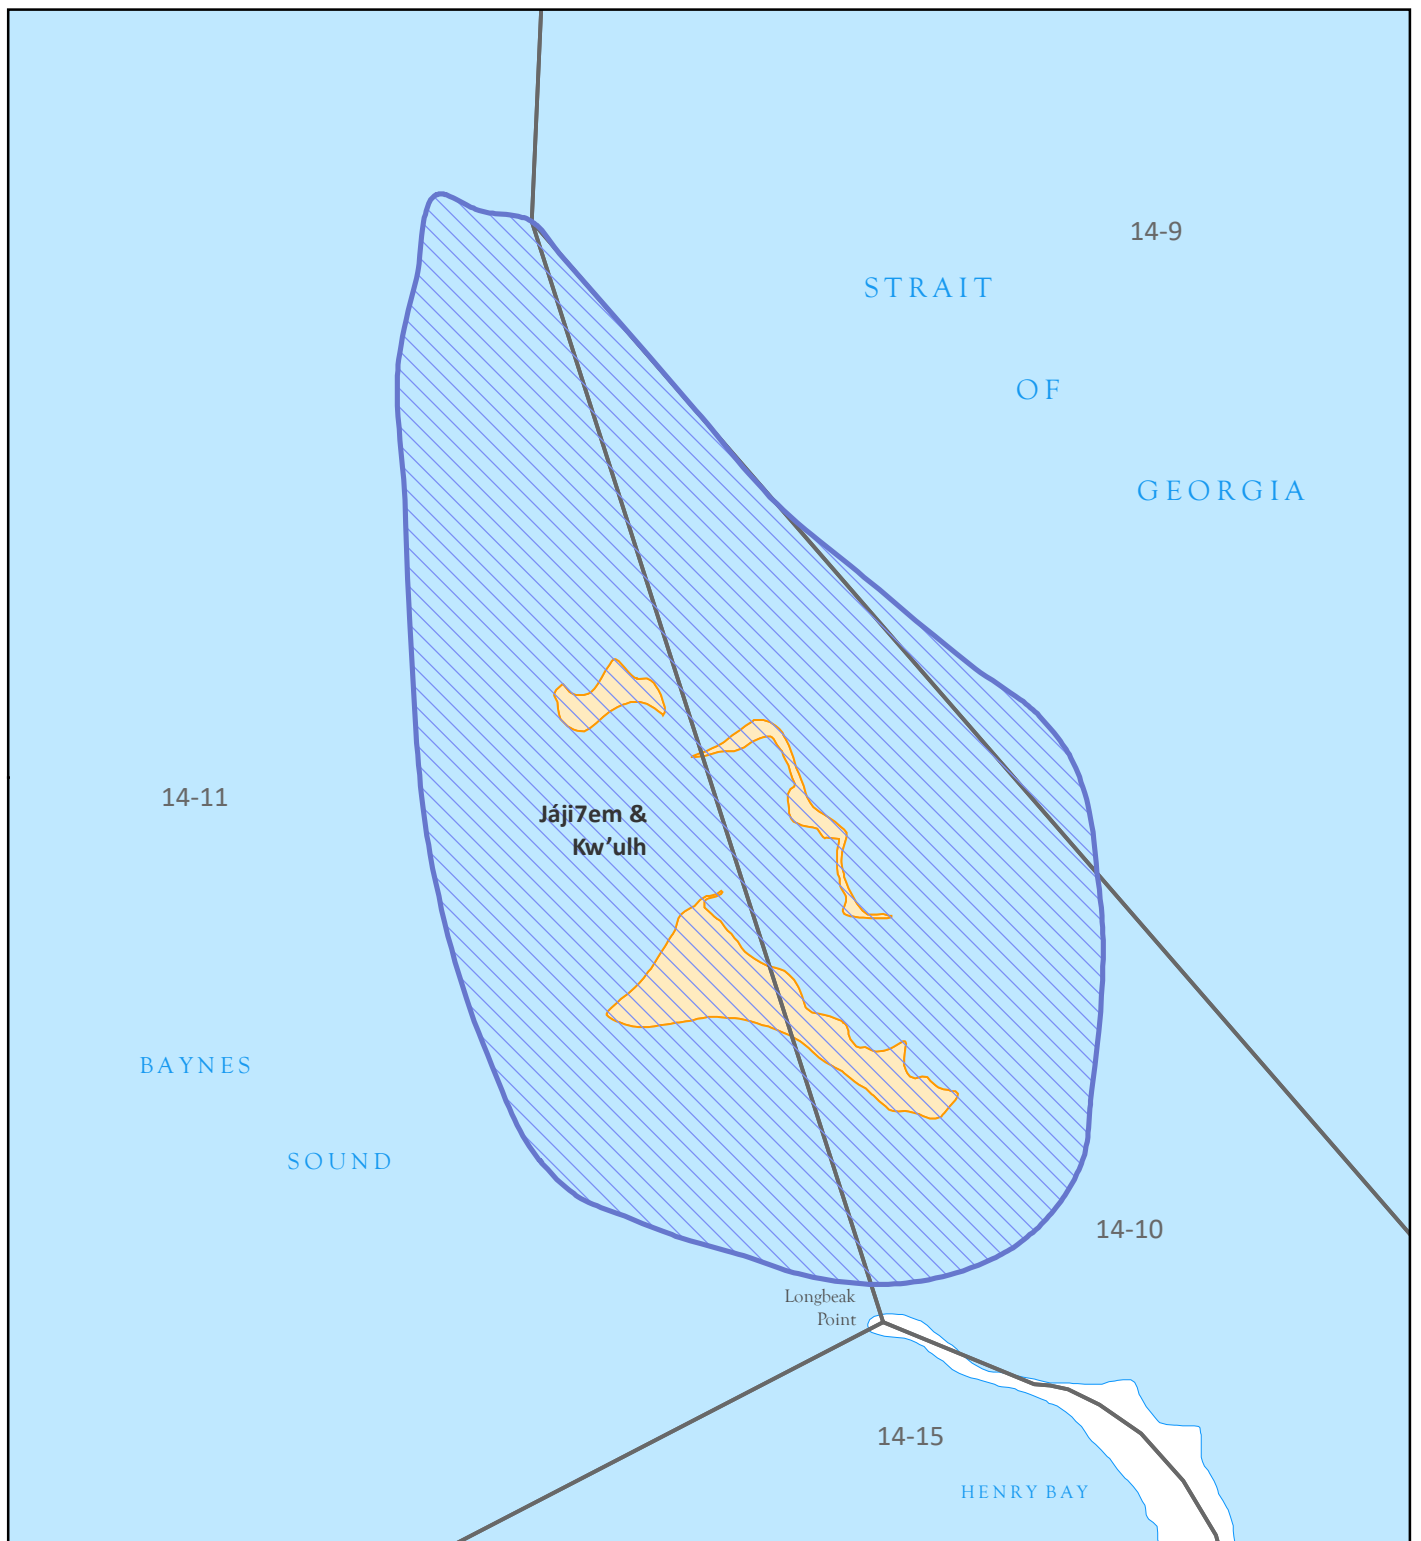 14-9
STRAIT
OF
GEORGIA
14-11
Jáji7em &
Kw’ulh
BAYNES
SOUND
14-10
Longbeak
Point
14-15
HENRY BAY